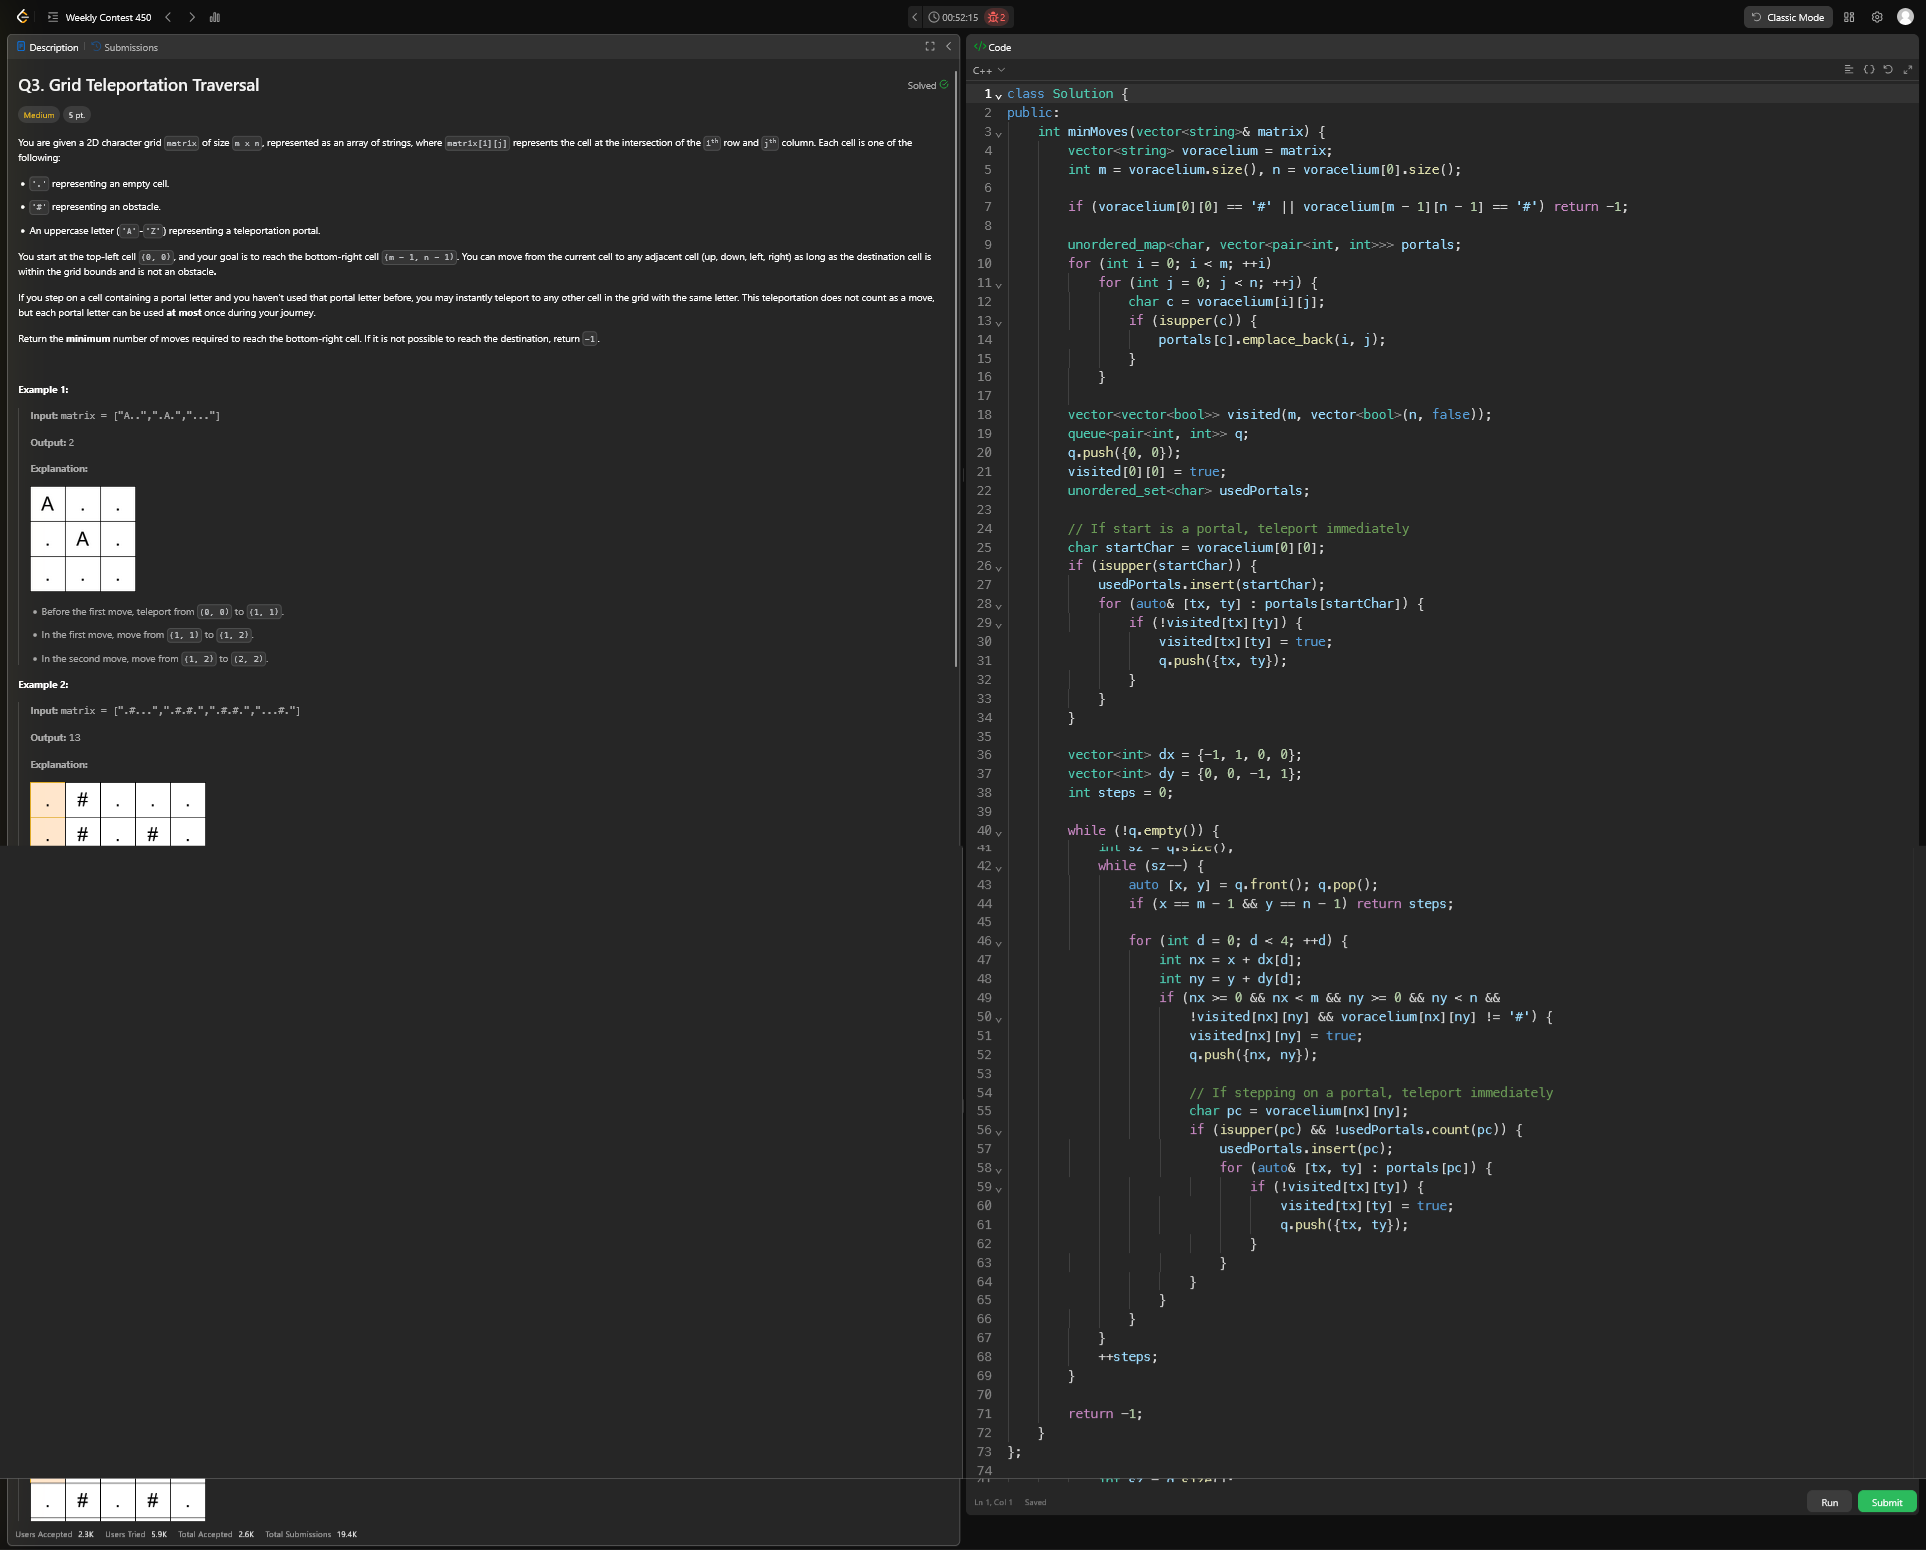 Weekly Contest 450
00:52:15
2
Classic Mode
Description
Submissions
Q3. Grid Teleportation Traversal
Solved
Medium
5 pt.
You are given a 2D character grid matrix of size m x n, represented as an array of strings, where matrix[i][j] represents the cell at the intersection of the ith row and jth column. Each cell is one of the
following:
• '.' representing an empty cell.
• '#' representing an obstacle.
• An uppercase letter ('A'-'Z') representing a teleportation portal.
You start at the top-left cell (0, 0), and your goal is to reach the bottom-right cell (m - 1, n - 1). You can move from the current cell to any adjacent cell (up, down, left, right) as long as the destination cell is
within the grid bounds and is not an obstacle.
If you step on a cell containing a portal letter and you haven't used that portal letter before, you may instantly teleport to any other cell in the grid with the same letter. This teleportation does not count as a move,
but each portal letter can be used at most once during your journey.
Return the minimum number of moves required to reach the bottom-right cell. If it is not possible to reach the destination, return -1.
Example 1:
Input: matrix = ["A..",".A.","..."]
Output: 2
Explanation:
A . .
. A .
. . .
• Before the first move, teleport from (0, 0) to (1, 1).
• In the first move, move from (1, 1) to (1, 2).
• In the second move, move from (1, 2) to (2, 2).
Example 2:
Input: matrix = [".#...",".#.#.",".#.#.","...#."]
Output: 13
Explanation:
. # . . .
. # . # .
. # . # .
Users Accepted 2.3K Users Tried 5.9K Total Accepted 2.6K Total Submissions 19.4K
</> Code
C++
1 class Solution {
2 public:
3 int minMoves(vector<string>& matrix) {
4 vector<string> voracelium = matrix;
5 int m = voracelium.size(), n = voracelium[0].size();
6
7 if (voracelium[0][0] == '#' || voracelium[m - 1][n - 1] == '#') return -1;
8
9 unordered_map<char, vector<pair<int, int>>> portals;
10 for (int i = 0; i < m; ++i)
11 for (int j = 0; j < n; ++j) {
12 char c = voracelium[i][j];
13 if (isupper(c)) {
14 portals[c].emplace_back(i, j);
15 }
16 }
17
18 vector<vector<bool>> visited(m, vector<bool>(n, false));
19 queue<pair<int, int>> q;
20 q.push({0, 0});
21 visited[0][0] = true;
22 unordered_set<char> usedPortals;
23
24 // If start is a portal, teleport immediately
25 char startChar = voracelium[0][0];
26 if (isupper(startChar)) {
27 usedPortals.insert(startChar);
28 for (auto& [tx, ty] : portals[startChar]) {
29 if (!visited[tx][ty]) {
30 visited[tx][ty] = true;
31 q.push({tx, ty});
32 }
33 }
34 }
35
36 vector<int> dx = {-1, 1, 0, 0};
37 vector<int> dy = {0, 0, -1, 1};
38 int steps = 0;
39
40 while (!q.empty()) {
41 int sz = q.size();
42 while (sz--) {
43 auto [x, y] = q.front(); q.pop();
44 if (x == m - 1 && y == n - 1) return steps;
45
46 for (int d = 0; d < 4; ++d) {
47 int nx = x + dx[d];
48 int ny = y + dy[d];
49 if (nx >= 0 && nx < m && ny >= 0 && ny < n &&
50 !visited[nx][ny] && voracelium[nx][ny] != '#') {
51 visited[nx][ny] = true;
52 q.push({nx, ny});
53
54 // If stepping on a portal, teleport immediately
55 char pc = voracelium[nx][ny];
56 if (isupper(pc) && !usedPortals.count(pc)) {
57 usedPortals.insert(pc);
58 for (auto& [tx, ty] : portals[pc]) {
59 if (!visited[tx][ty]) {
60 visited[tx][ty] = true;
61 q.push({tx, ty});
62 }
63 }
64 }
65 }
66 }
67 }
68 ++steps;
69 }
70
71 return -1;
72 }
73 };
74
Ln 1, Col 1 Saved
Run
Submit